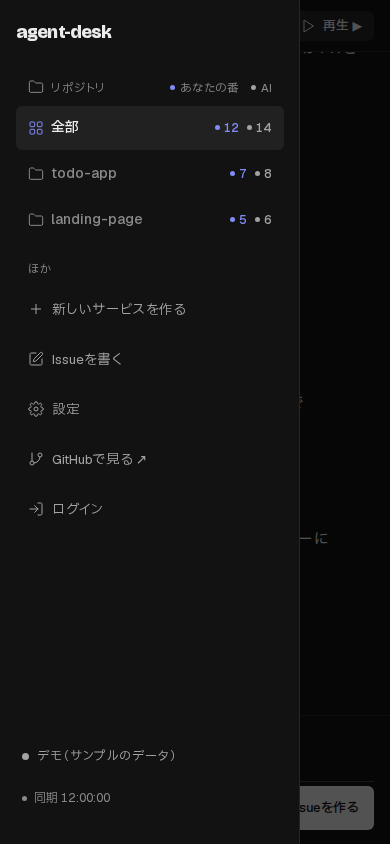 agent-desk
再生 ▶
リポジトリ ● あなたの番 ● AI
全部 ● 12 ● 14
todo-app ● 7 ● 8
landing-page ● 5 ● 6
ほか
新しいサービスを作る
Issueを書く
設定
GitHubで見る ↗
ログイン
ーに
デモ（サンプルのデータ）
同期 12:00:00
sueを作る